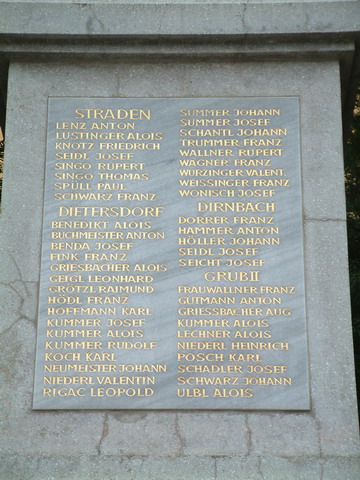 STRADEN
LENZ ANTON
LUSTINGER ALOIS
KNOTZ FRIEDRICH
SEIDL JOSEF
SINGO RUPERT
SINGO THOMAS
SPULL PAUL
SCHWARZ FRANZ
DIETERSDORF
BENEDIKT ALOIS
BUCHMEISTER ANTON
BENDA JOSEF
FINK FRANZ
GRIESBACHER ALOIS
GEIGL LEONHARD
GRÖTZL RAIMUND
HÖDL FRANZ
HOFFMANN KARL
KUMMER JOSEF
KUMMER ALOIS
KUMMER RUDOLF
KOCH KARL
NEUMEISTER JOHANN
NIEDERL VALENTIN
RIGAC LEOPOLD
SUMMER JOHANN
SUMMER JOSEF
SCHANTL JOHANN
TRUMMER FRANZ
WALLNER RUPERT
WAGNER FRANZ
WURZINGER VALENT.
WEISSINGER FRANZ
WONISCH JOSEF
DIRNBACH
DORRER FRANZ
HAMMER ANTON
HÖLLER JOHANN
SEIDL JOSEF
SEICHT JOSEF
GRUB II
FRAUWALLNER FRANZ
GUTMANN ANTON
GRIESSBACHER AUG
KUMMER ALOIS
LECHNER ALOIS
NIEDERL HEINRICH
POSCH KARL
SCHADLER JOSEF
SCHWARZ JOHANN
ULBL ALOIS